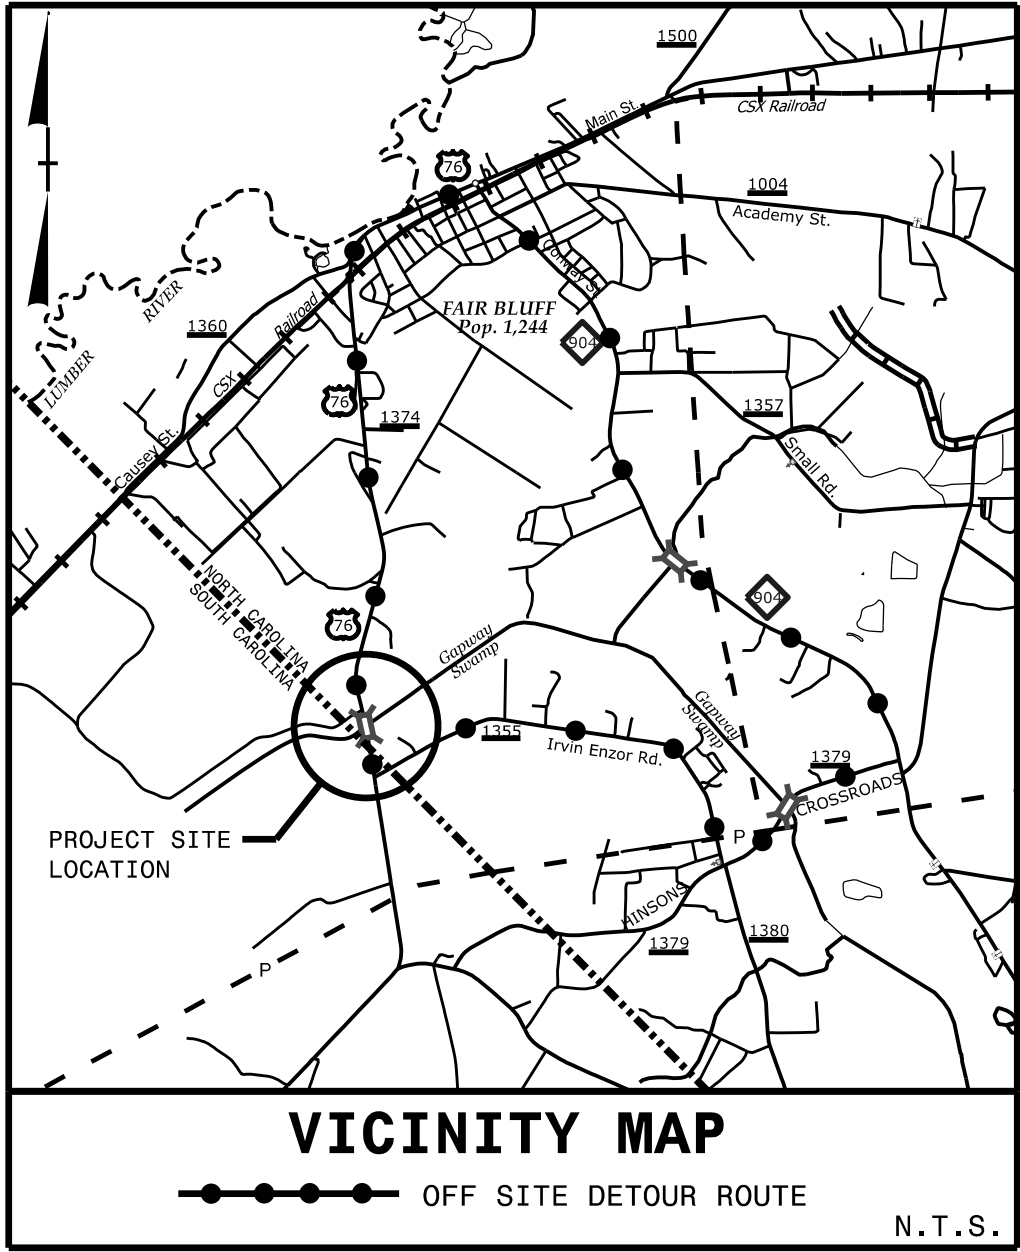 1500
CSX Railroad
Main St.
76
1004
Academy St.
Conway St.
RIVER
1360
Railroad
FAIR BLUFF
Pop. 1,244
904
LUMBER
CSX
76
1374
1357
Causey St.
Small Rd.
NORTH CAROLINA
SOUTH CAROLINA
904
76
Gapway
Swamp
Gapway
Swamp
1355
Irvin Enzor Rd.
1379
CROSSROADS
PROJECT SITE
LOCATION
P
HINSONS
1379
1380
P
VICINITY MAP
OFF SITE DETOUR ROUTE
N.T.S.